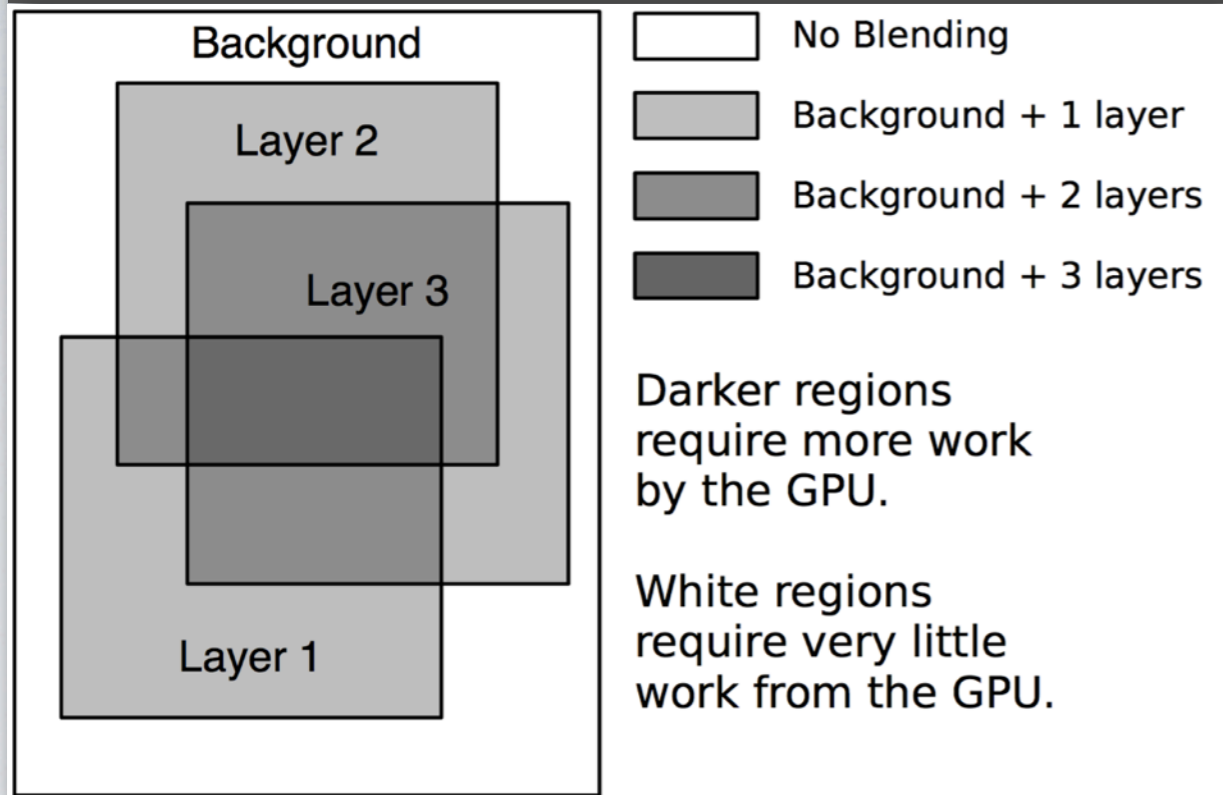 Background
Layer 2
Layer 3
Layer 1
No Blending
Background + 1 layer
Background + 2 layers
Background + 3 layers
Darker regions
require more work
by the GPU.
White regions
require very little
work from the GPU.